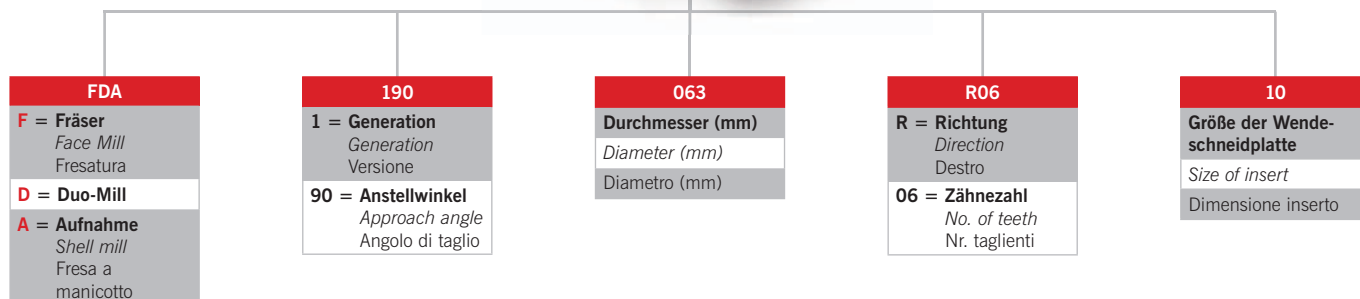 FDA
F = Fräser
Face Mill
Fresatura
D = Duo-Mill
A = Aufnahme
Shell mill
Fresa a
manicotto
190
1 = Generation
Generation
Versione
90 = Anstellwinkel
Approach angle
Angolo di taglio
063
Durchmesser (mm)
Diameter (mm)
Diametro (mm)
R06
R = Richtung
Direction
Destro
06 = Zähnezahl
No. of teeth
Nr. taglienti
10
Größe der Wende-
schneidplatte
Size of insert
Dimensione inserto